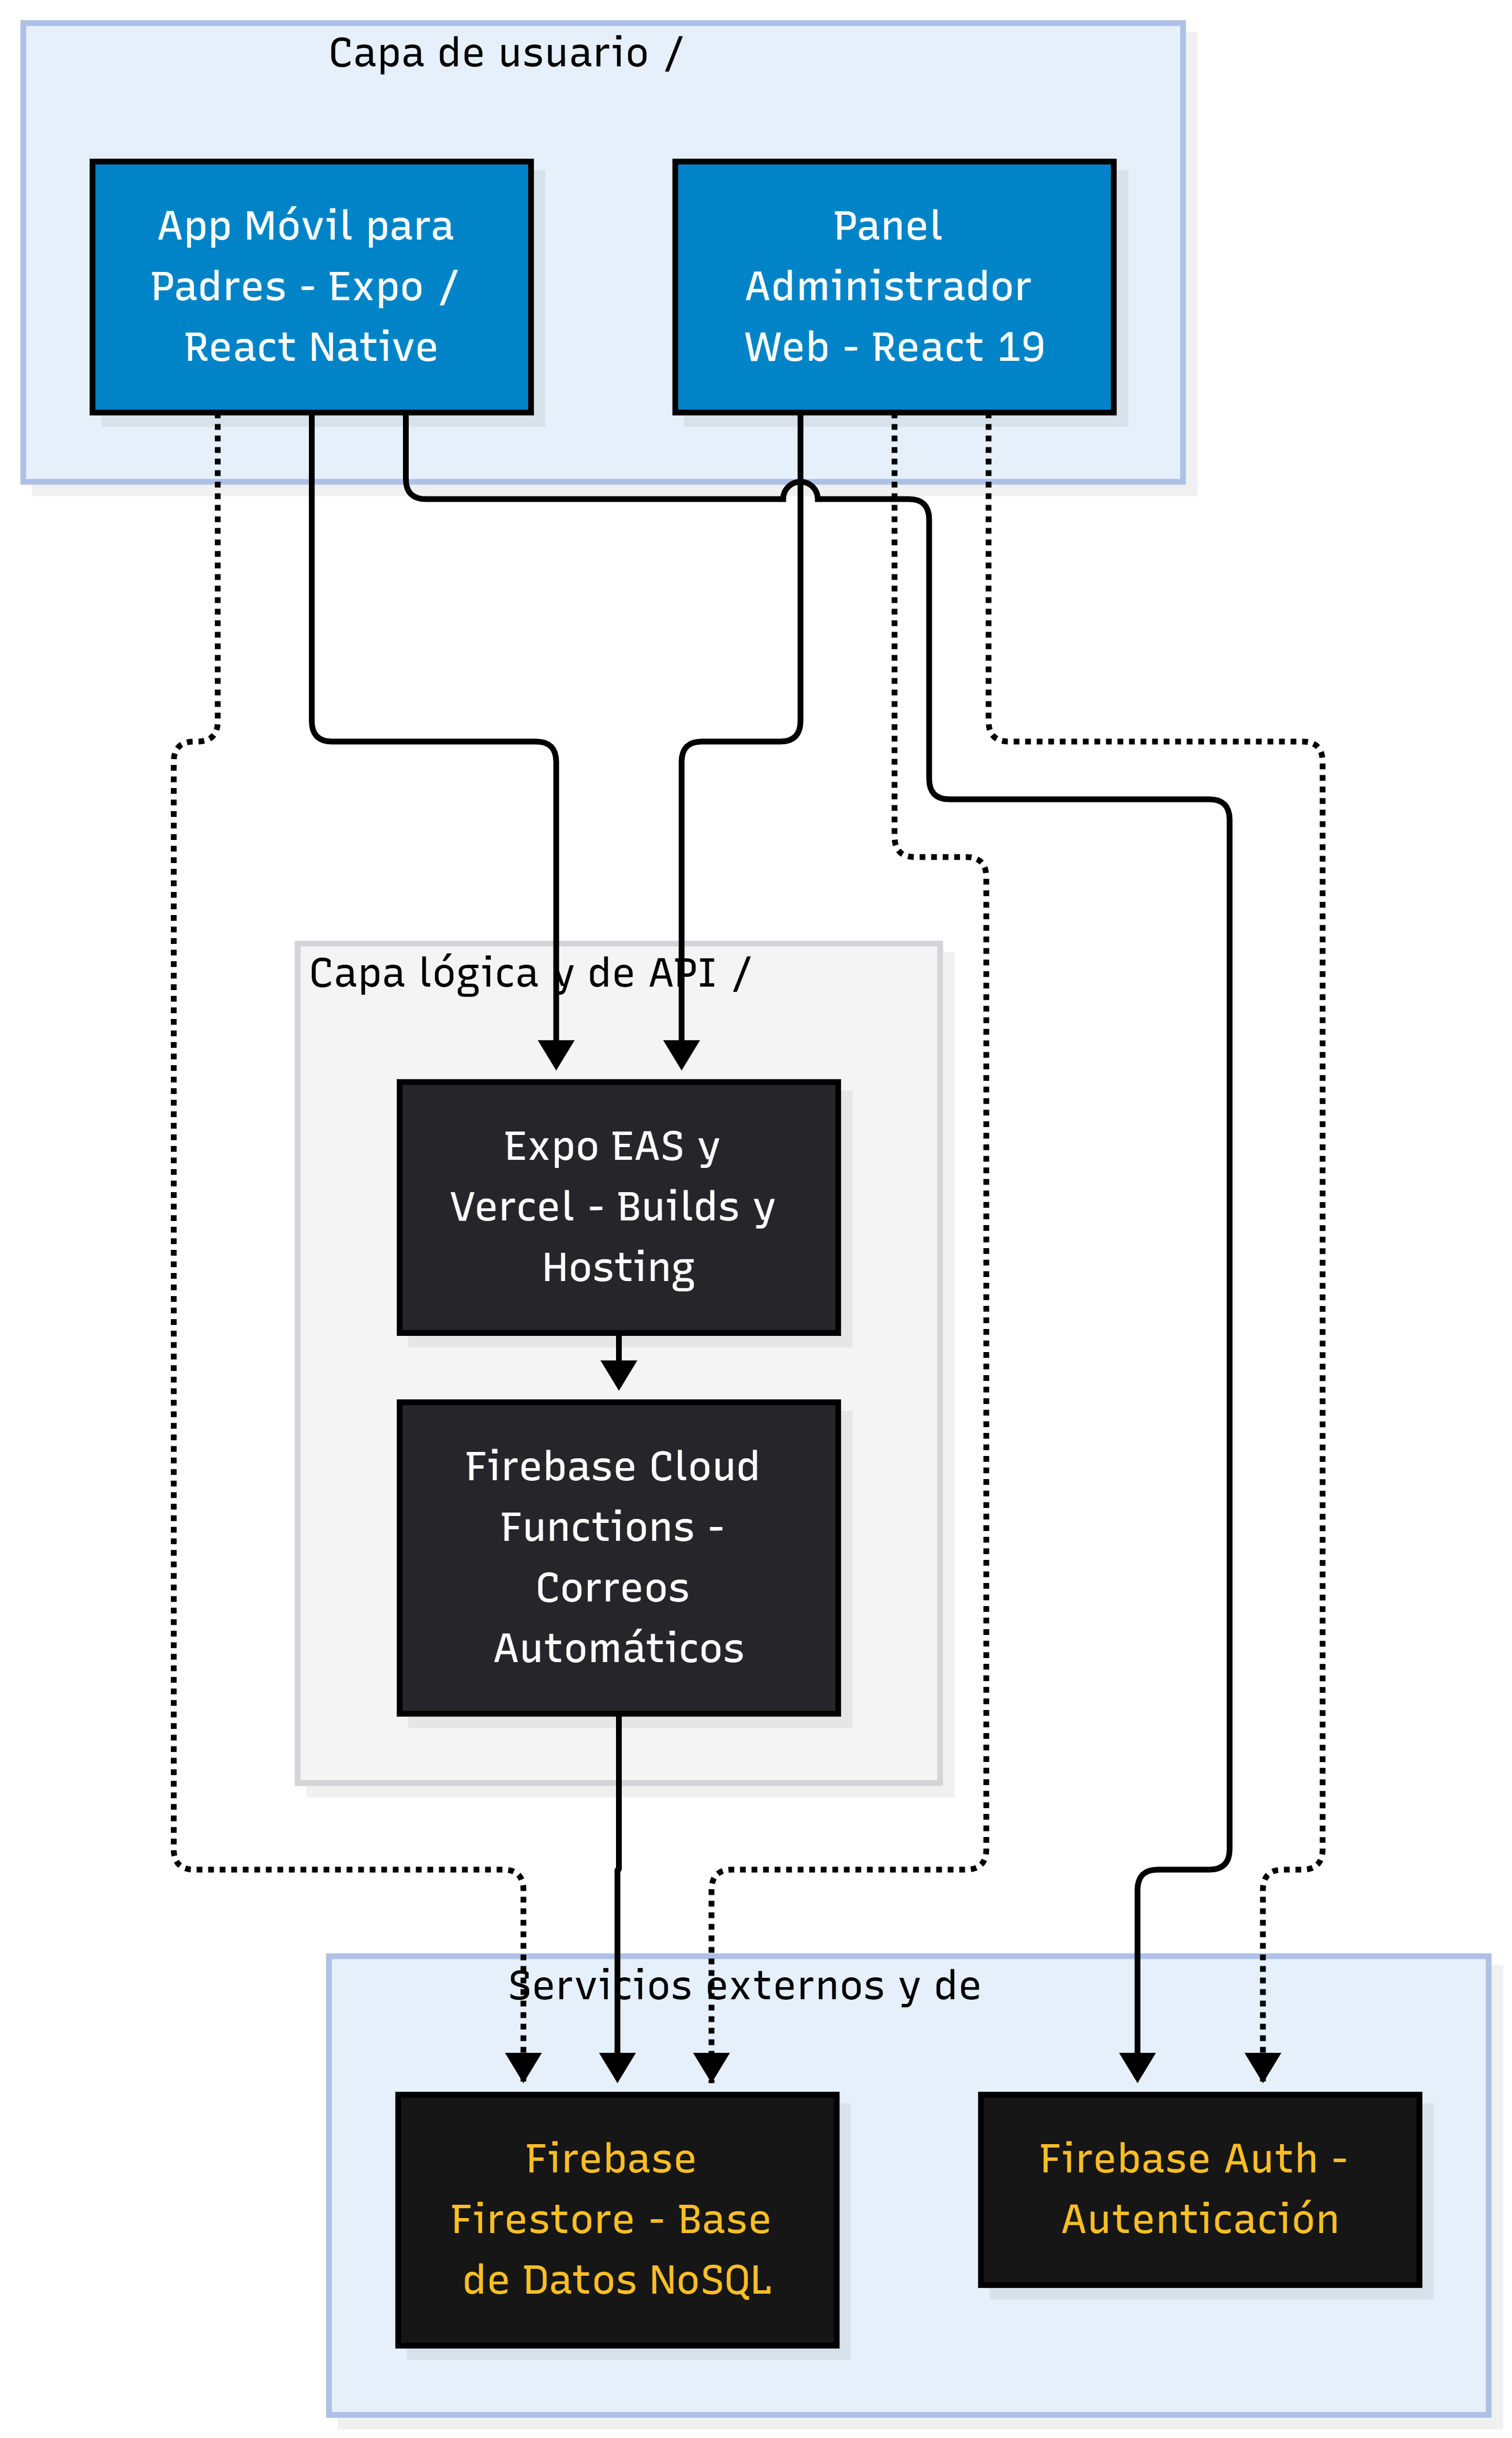 Capa de usuario /
App Móvil para
Padres - Expo /
React Native
Panel
Administrador
Web - React 19
Capa lógica y de API /
Expo EAS y
Vercel - Builds y
Hosting
Firebase Cloud
Functions -
Correos
Automáticos
Servicios externos y de
Firebase
Firestore - Base
de Datos NoSQL
Firebase Auth -
Autenticación